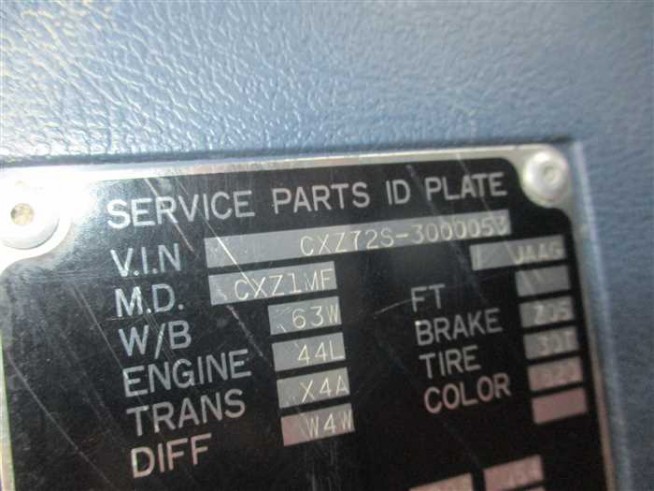 SERVICE PARTS ID PLATE
V.I.N CXZ72S-3000053
M.D. CXZ1MF JAAG
W/B 63W FT
ENGINE 44L BRAKE 20S
TRANS X4A TIRE 30T
DIFF W4W COLOR